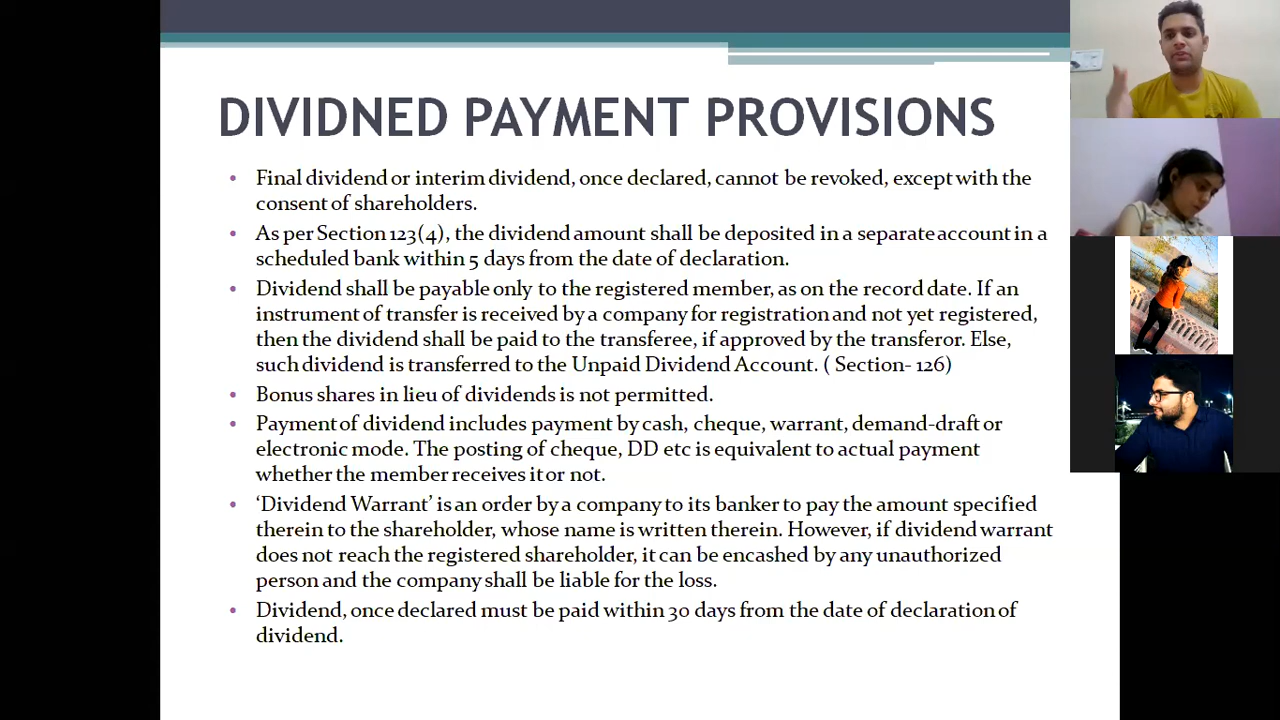 DIVIDNED PAYMENT PROVISIONS
• Final dividend or interim dividend, once declared, cannot be revoked, except with the
consent of shareholders.
• As per Section 123(4), the dividend amount shall be deposited in a separate account in a
scheduled bank within 5 days from the date of declaration.
• Dividend shall be payable only to the registered member, as on the record date. If an
instrument of transfer is received by a company for registration and not yet registered,
then the dividend shall be paid to the transferee, if approved by the transferor. Else,
such dividend is transferred to the Unpaid Dividend Account. ( Section- 126)
• Bonus shares in lieu of dividends is not permitted.
• Payment of dividend includes payment by cash, cheque, warrant, demand-draft or
electronic mode. The posting of cheque, DD etc is equivalent to actual payment
whether the member receives it or not.
• ‘Dividend Warrant’ is an order by a company to its banker to pay the amount specified
therein to the shareholder, whose name is written therein. However, if dividend warrant
does not reach the registered shareholder, it can be encashed by any unauthorized
person and the company shall be liable for the loss.
• Dividend, once declared must be paid within 30 days from the date of declaration of
dividend.